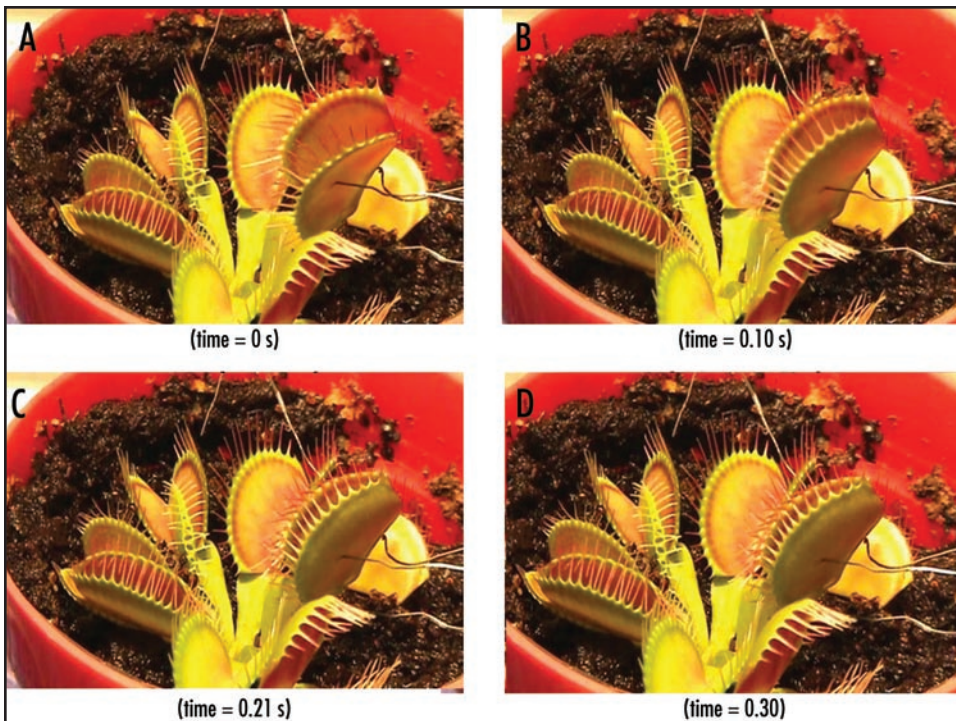 A
B
(time = 0 s)
(time = 0.10 s)
C
D
(time = 0.21 s)
(time = 0.30)